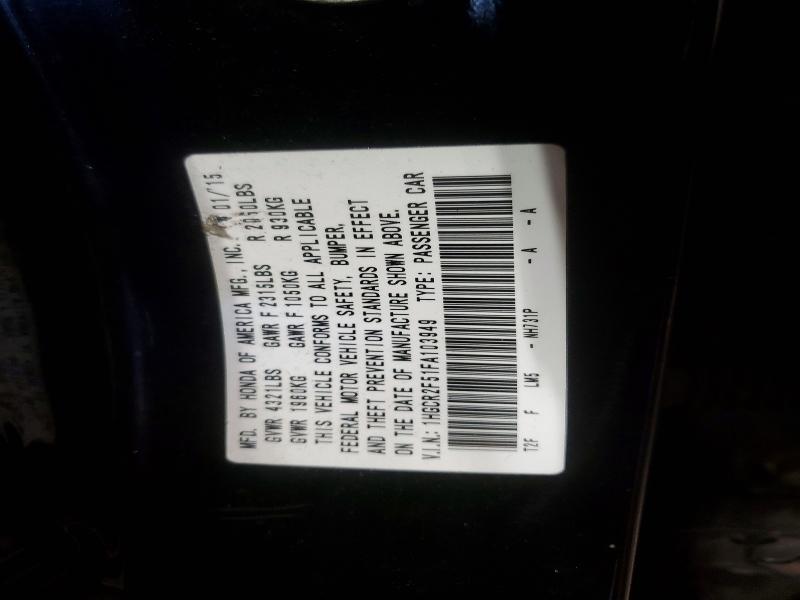 MFD. BY HONDA OF AMERICA MFG., INC. 01/'15
GVWR 4321LBS GAWR F 2315LBS R 2050LBS
GVWR 1960KG GAWR F 1050KG R 930KG
THIS VEHICLE CONFORMS TO ALL APPLICABLE
FEDERAL MOTOR VEHICLE SAFETY, BUMPER,
AND THEFT PREVENTION STANDARDS IN EFFECT
ON THE DATE OF MANUFACTURE SHOWN ABOVE.
V.I.N.: 1HGCR2F51FA103949 TYPE: PASSENGER CAR
T2F F LM5 - NH731P - A - A